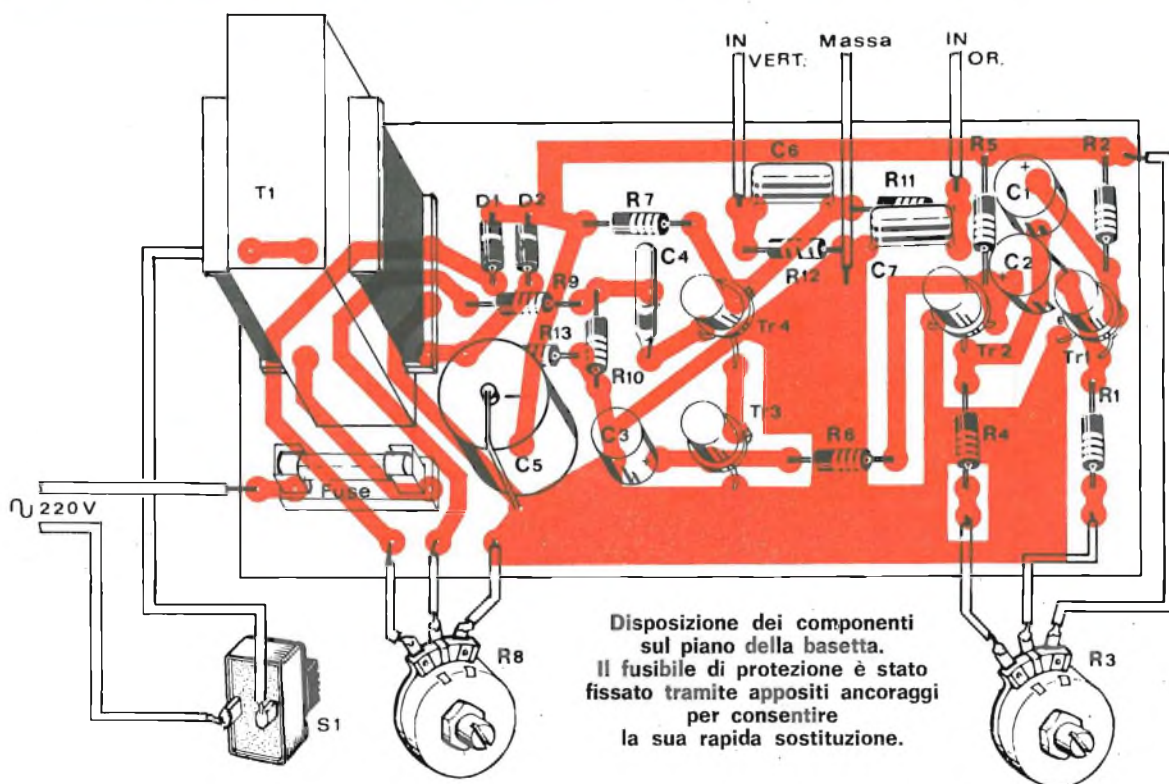 IN VERT.
Massa
IN OR.
T1
D1
D2
R7
C6
R11
R5
C1
R2
C4
R9
R12
C7
C2
R13
R10
Tr4
Tr2
Tr1
C3
C5
Tr3
R6
R4
R1
Fuse
220V
S1
R8
R3
Disposizione dei componenti
sul piano della basetta.
Il fusibile di protezione è stato
fissato tramite appositi ancoraggi
per consentire
la sua rapida sostituzione.